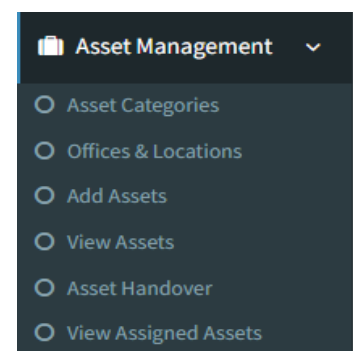 Asset Management
Asset Categories
Offices & Locations
Add Assets
View Assets
Asset Handover
View Assigned Assets